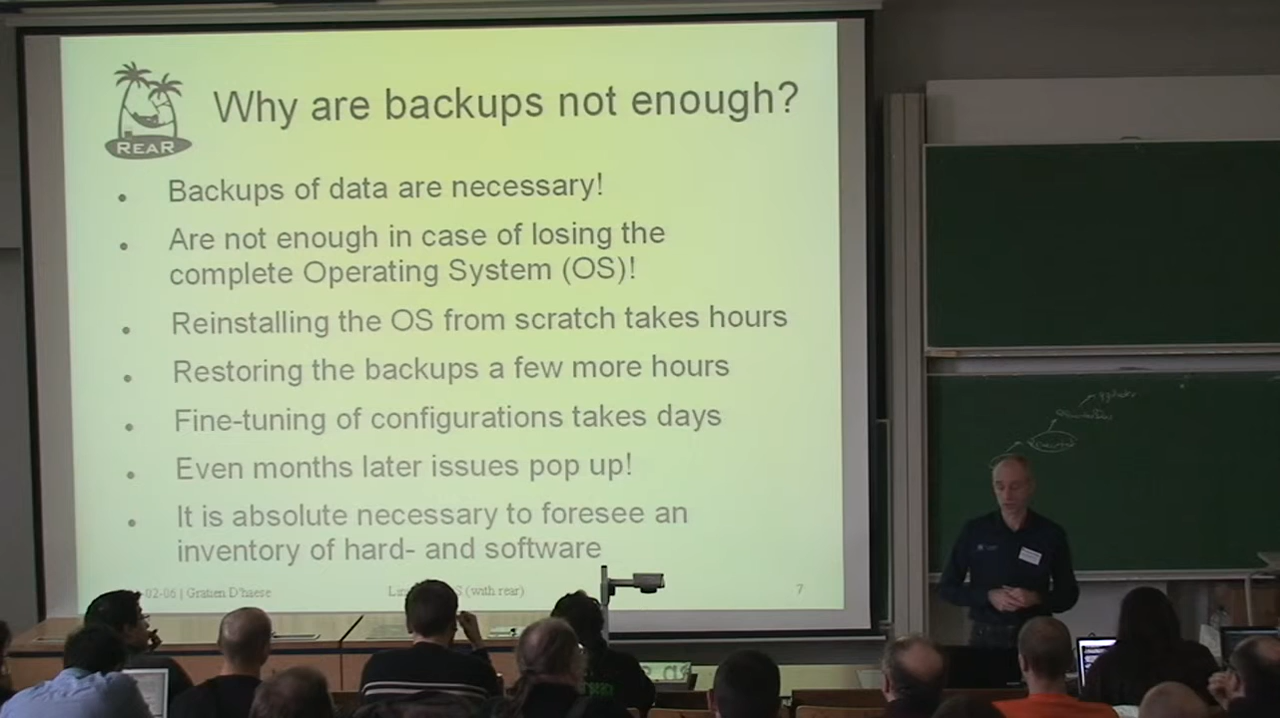 REAR
Why are backups not enough?
Backups of data are necessary!
Are not enough in case of losing the
complete Operating System (OS)!
Reinstalling the OS from scratch takes hours
Restoring the backups a few more hours
Fine-tuning of configurations takes days
Even months later issues pop up!
It is absolute necessary to foresee an
inventory of hard- and software
02-06 | Gratien D'haese
(with rear)
7